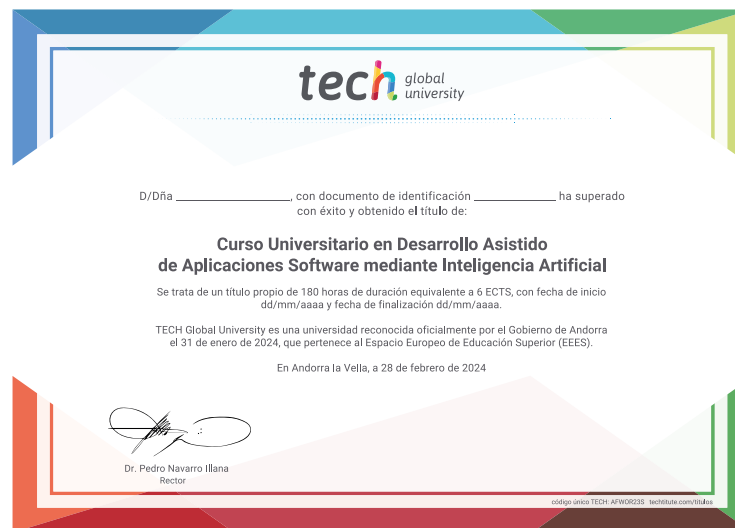 tech global university
D/Dña ____________________, con documento de identificación ______________ ha superado
con éxito y obtenido el título de:
Curso Universitario en Desarrollo Asistido
de Aplicaciones Software mediante Inteligencia Artificial
Se trata de un título propio de 180 horas de duración equivalente a 6 ECTS, con fecha de inicio
dd/mm/aaaa y fecha de finalización dd/mm/aaaa.
TECH Global University es una universidad reconocida oficialmente por el Gobierno de Andorra
el 31 de enero de 2024, que pertenece al Espacio Europeo de Educación Superior (EEES).
En Andorra la Vella, a 28 de febrero de 2024
Dr. Pedro Navarro Illana
Rector
código único TECH: AFWOR23S techtitute.com/titulos